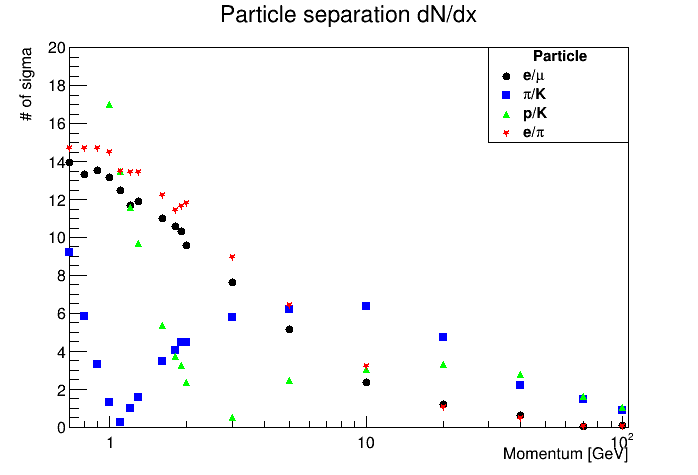 Particle separation dN/dx
# of sigma
20
18
16
14
12
10
8
6
4
2
0
Particle
e/μ
π/K
p/K
e/π
1
10
10²
Momentum [GeV]